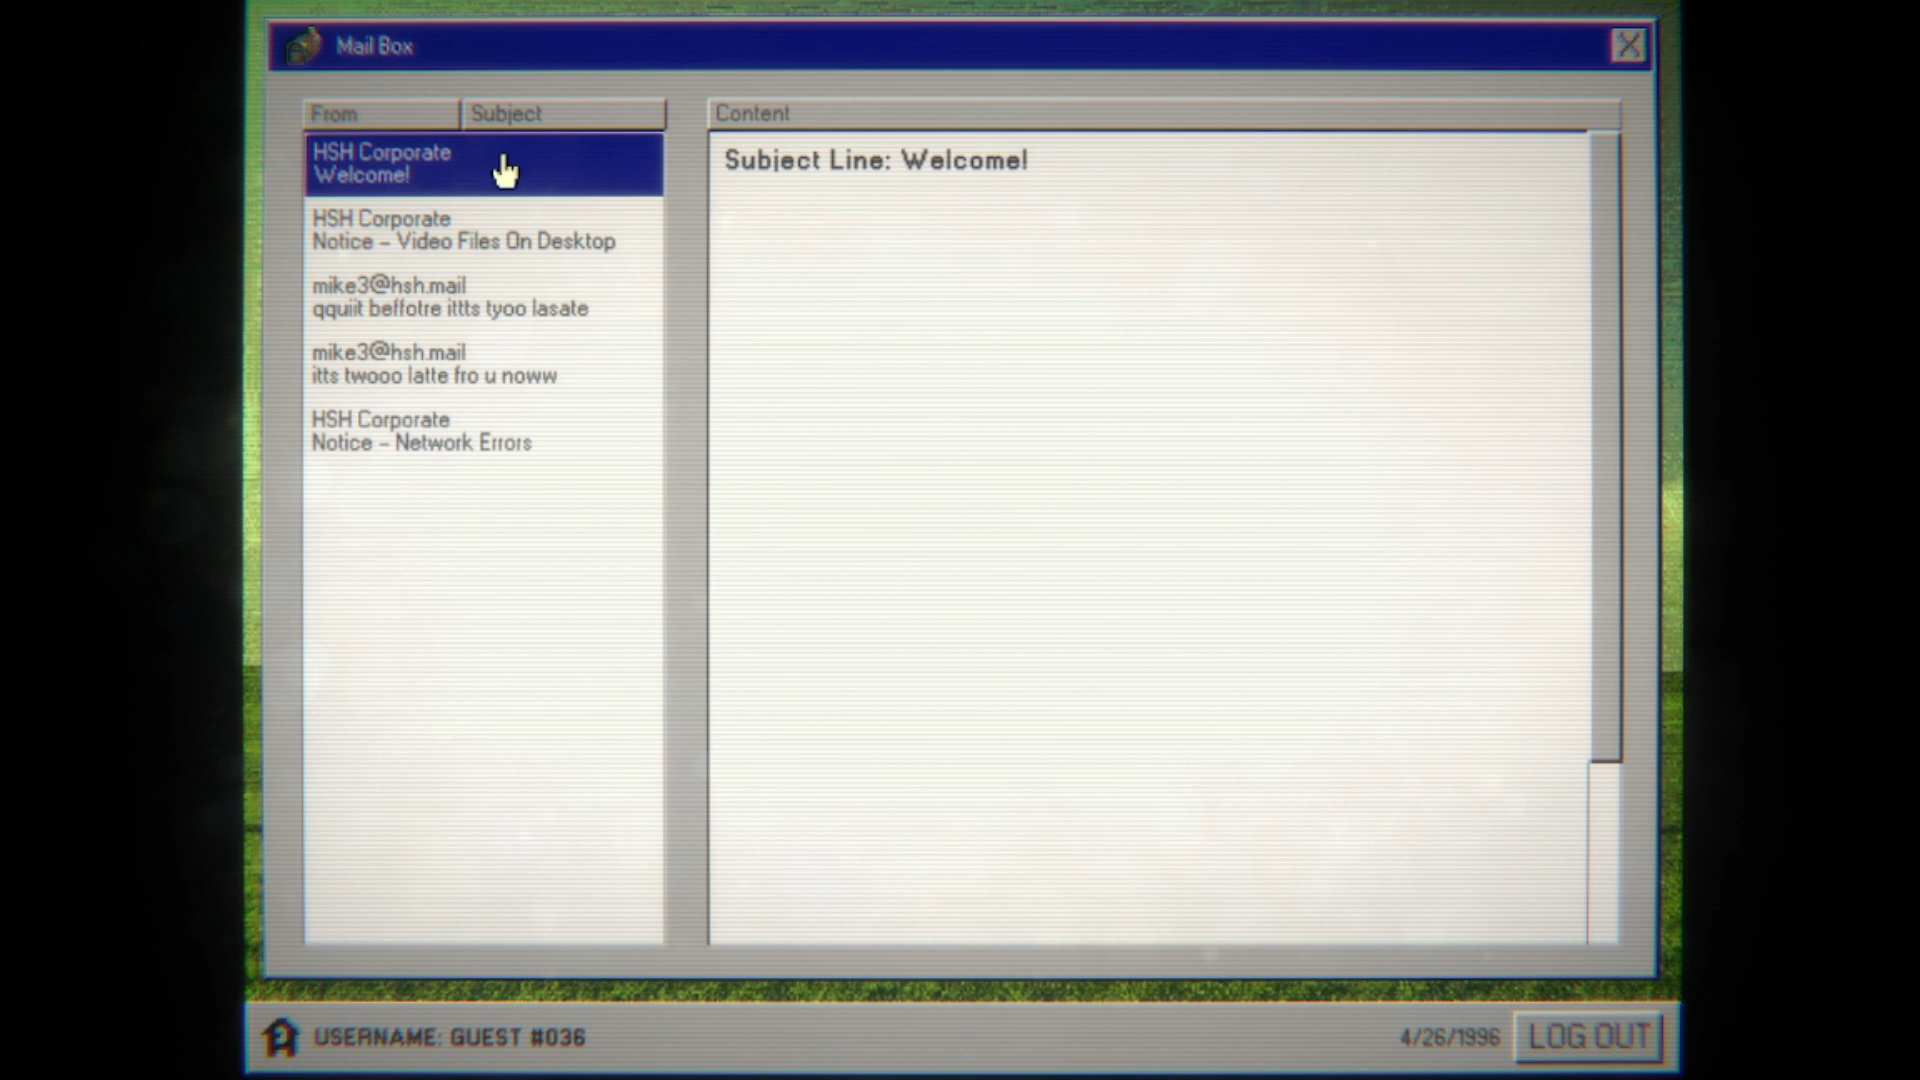 Mail Box
From
Subject
HSH Corporate
Welcome!
HSH Corporate
Notice – Video Files On Desktop
mike3@hsh.mail
qquiit beffotre ittts tyoo lasate
mike3@hsh.mail
itts twooo latte fro u noww
HSH Corporate
Notice – Network Errors
Content
Subject Line: Welcome!
USERNAME: GUEST #036
4/26/1996
LOG OUT